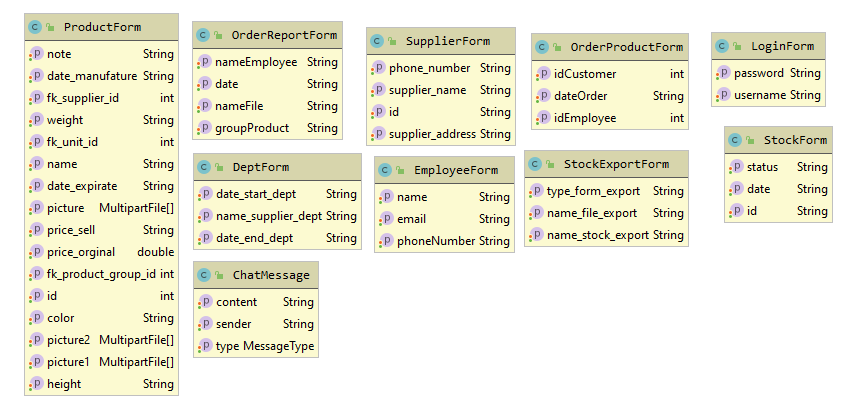 ProductForm
note String
date_manufature String
fk_supplier_id int
weight String
fk_unit_id int
name String
date_expirate String
picture MultipartFile[]
price_sell String
price_orginal double
fk_product_group_id int
id int
color String
picture2 MultipartFile[]
picture1 MultipartFile[]
height String
OrderReportForm
nameEmployee String
date String
nameFile String
groupProduct String
SupplierForm
phone_number String
supplier_name String
id String
supplier_address String
OrderProductForm
idCustomer int
dateOrder String
idEmployee int
LoginForm
password String
username String
DeptForm
date_start_dept String
name_supplier_dept String
date_end_dept String
EmployeeForm
name String
email String
phoneNumber String
StockExportForm
type_form_export String
name_file_export String
name_stock_export String
StockForm
status String
date String
id String
ChatMessage
content String
sender String
type MessageType